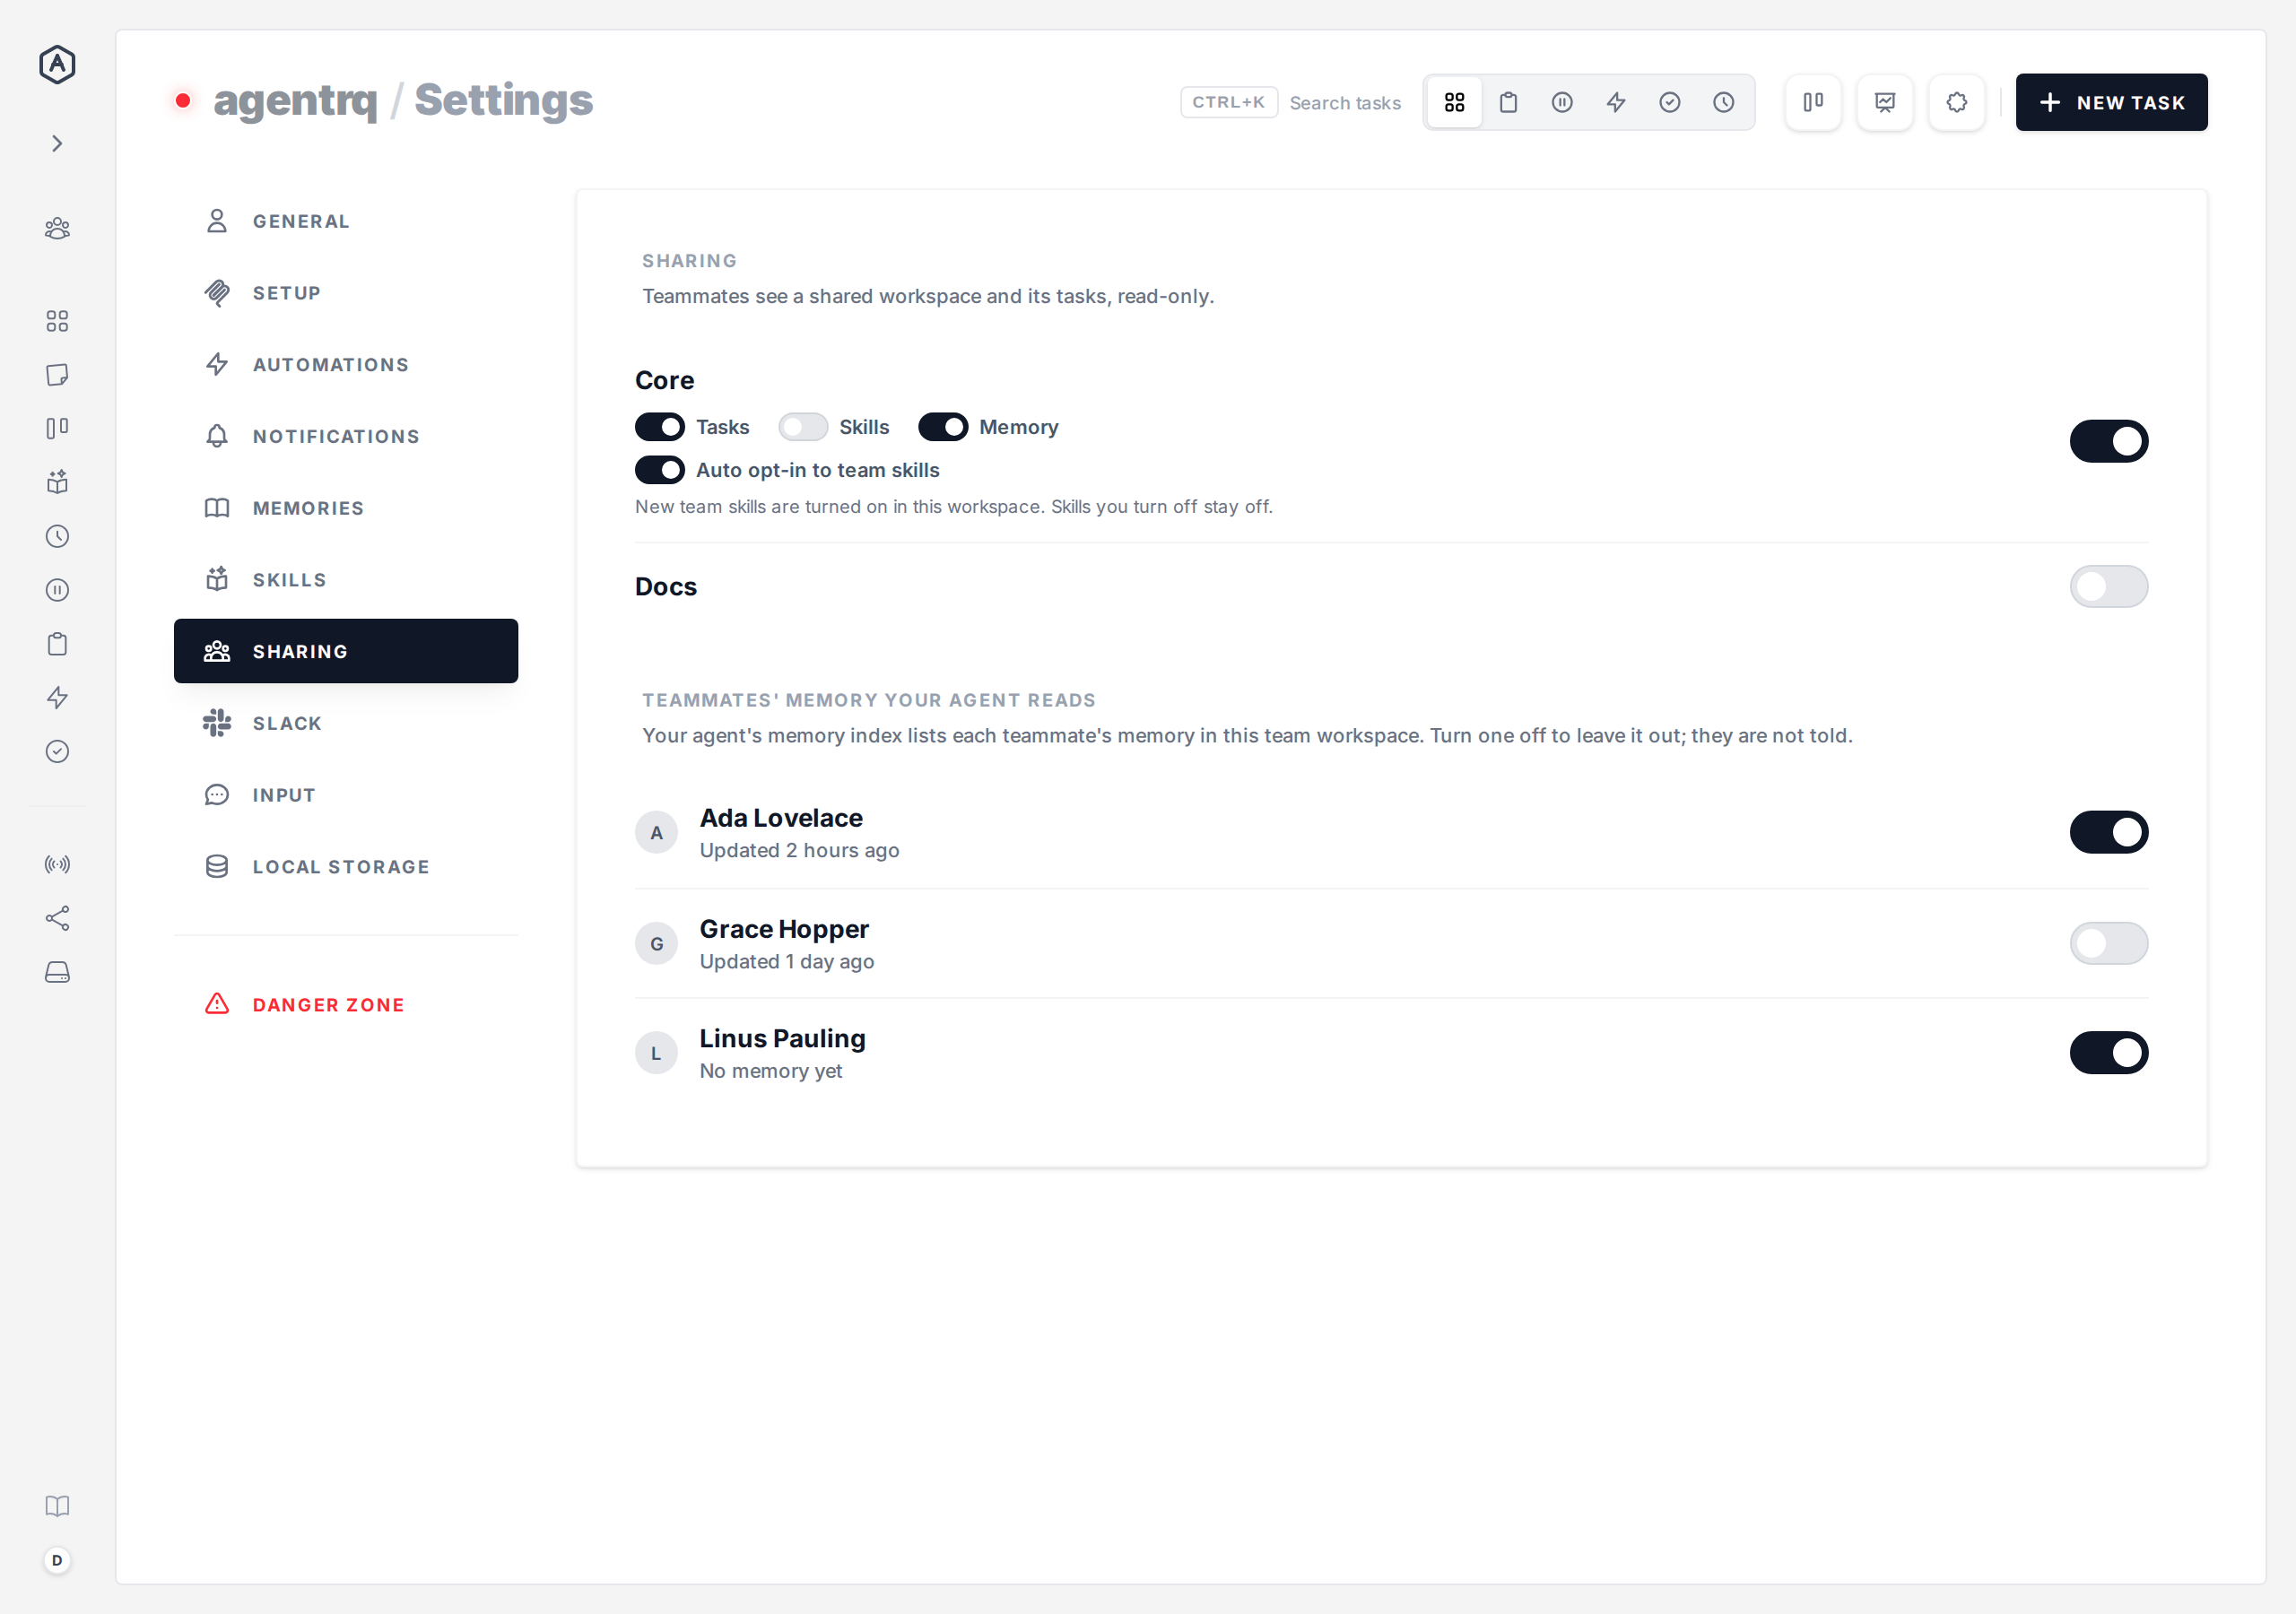 A
agentrq / Settings
CTRL+K Search tasks
NEW TASK
GENERAL
SETUP
AUTOMATIONS
NOTIFICATIONS
MEMORIES
SKILLS
SHARING
SLACK
INPUT
LOCAL STORAGE
DANGER ZONE
SHARING
Teammates see a shared workspace and its tasks, read-only.
Core
Tasks Skills Memory
Auto opt-in to team skills
New team skills are turned on in this workspace. Skills you turn off stay off.
Docs
TEAMMATES' MEMORY YOUR AGENT READS
Your agent's memory index lists each teammate's memory in this team workspace. Turn one off to leave it out; they are not told.
A
Ada Lovelace
Updated 2 hours ago
G
Grace Hopper
Updated 1 day ago
L
Linus Pauling
No memory yet
D